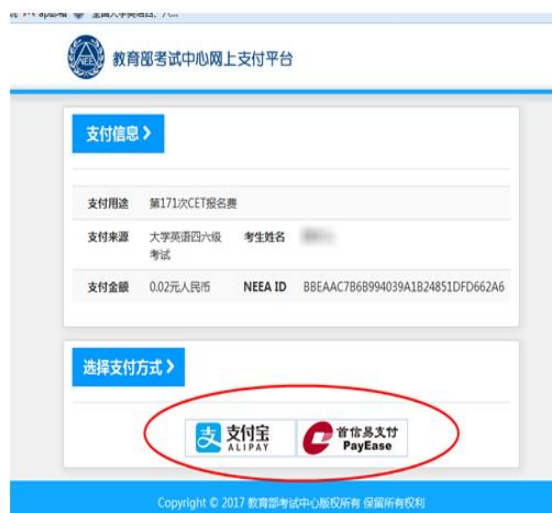 教育部考试中心网上支付平台
支付信息
支付用途 第171次CET报名费
支付来源 大学英语四六级 考生姓名
考试
支付金额 0.02元人民币 NEEA ID BBEAAC7B6B994039A1B24851DFD662A6
选择支付方式
支 支付宝 首信易支付
ALIPAY PayEase
Copyright © 2017 教育部考试中心版权所有 保留所有权利